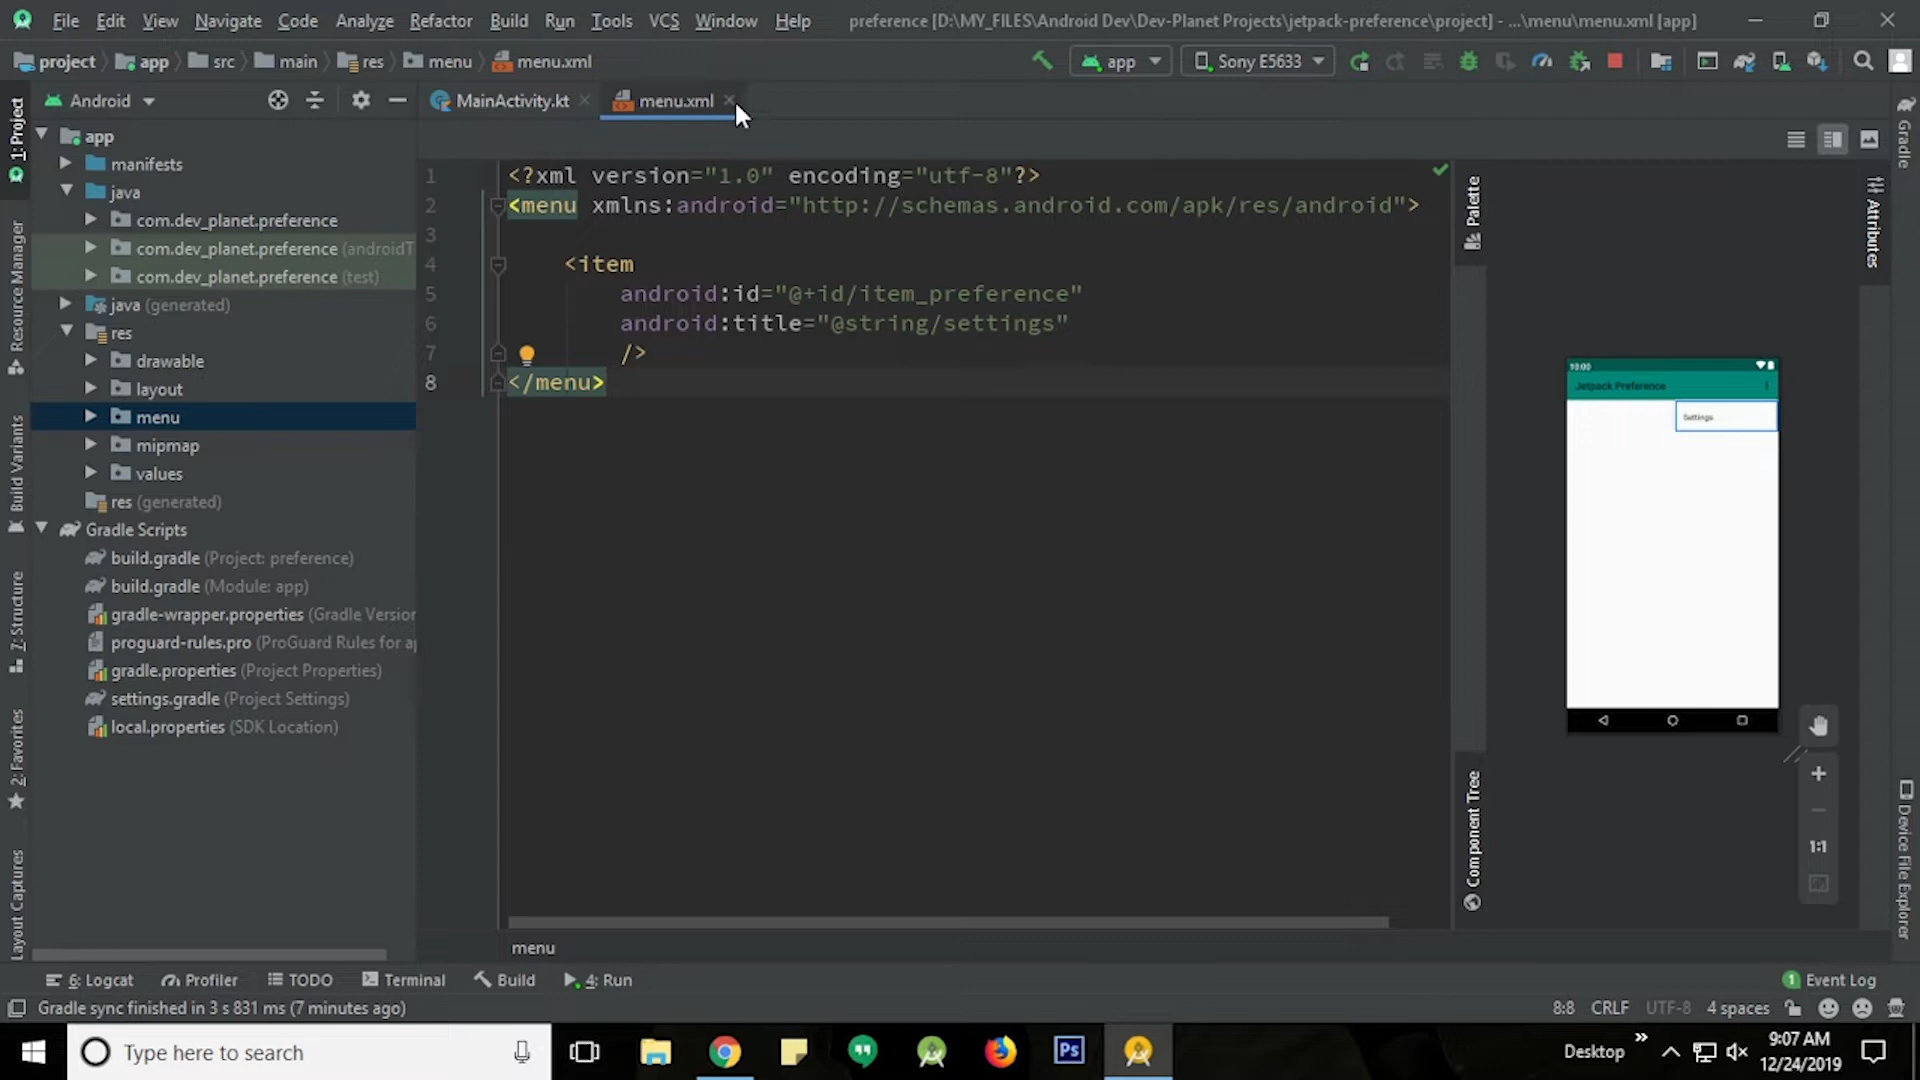 File Edit View Navigate Code Analyze Refactor Build Run Tools VCS Window Help preference [D:\MY_FILES\Android Dev\Dev-Planet Projects\jetpack-preference\project] - ...\menu\menu.xml [app]
project app src main res menu menu.xml app Sony E5633
Android MainActivity.kt menu.xml
1: Project
Resource Manager
Build Variants
7: Structure
2: Favorites
Layout Captures
app
manifests
java
com.dev_planet.preference
com.dev_planet.preference (androidT
com.dev_planet.preference (test)
java (generated)
res
drawable
layout
menu
mipmap
values
res (generated)
Gradle Scripts
build.gradle (Project: preference)
build.gradle (Module: app)
gradle-wrapper.properties (Gradle Version
proguard-rules.pro (ProGuard Rules for ap
gradle.properties (Project Properties)
settings.gradle (Project Settings)
local.properties (SDK Location)
1 <?xml version="1.0" encoding="utf-8"?>
2 <menu xmlns:android="http://schemas.android.com/apk/res/android">
3
4 <item
5 android:id="@+id/item_preference"
6 android:title="@string/settings"
7 />
8 </menu>
menu
Palette
Component Tree
10:00
Jetpack Preference
Settings
1:1
Gradle
Attributes
Device File Explorer
6: Logcat Profiler TODO Terminal Build 4: Run 1 Event Log
Gradle sync finished in 3 s 831 ms (7 minutes ago) 8:8 CRLF UTF-8 4 spaces
Type here to search Ps Desktop 9:07 AM
12/24/2019